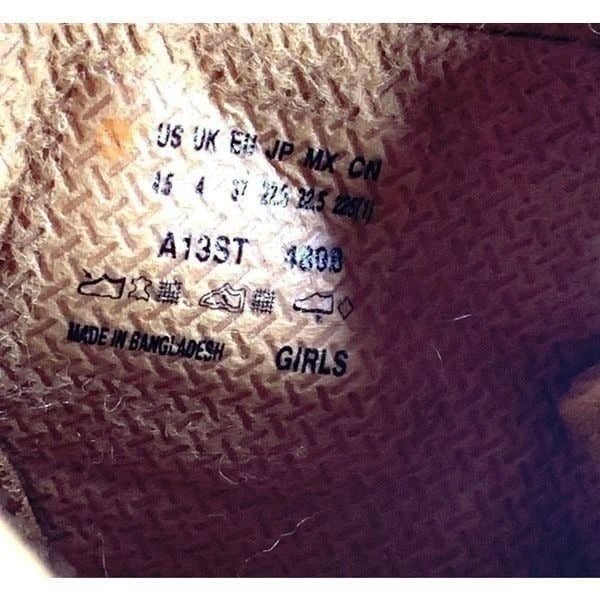 US UK EU JP MX CN
4.5 4 37 22.5 22.5 225(1)
A13ST
MADE IN BANGLADESH
GIRLS